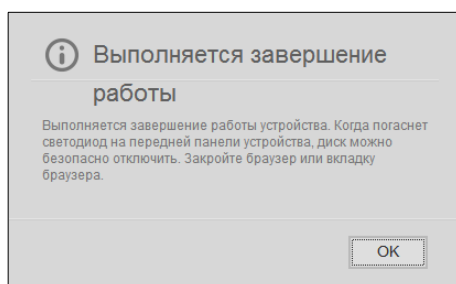 Выполняется завершение
работы
Выполняется завершение работы устройства. Когда погаснет
светодиод на передней панели устройства, диск можно
безопасно отключить. Закройте браузер или вкладку
браузера.
OK